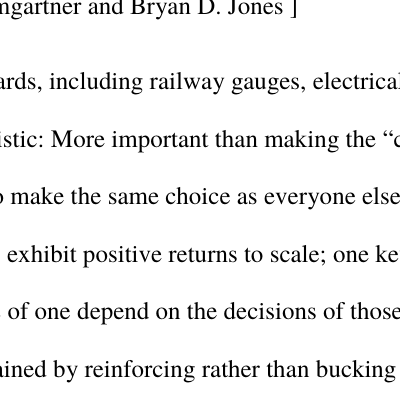 mgartner and Bryan D. Jones ]
ards, including railway gauges, electrical
istic: More important than making the “c
o make the same choice as everyone else
exhibit positive returns to scale; one ke
of one depend on the decisions of those
ained by reinforcing rather than bucking